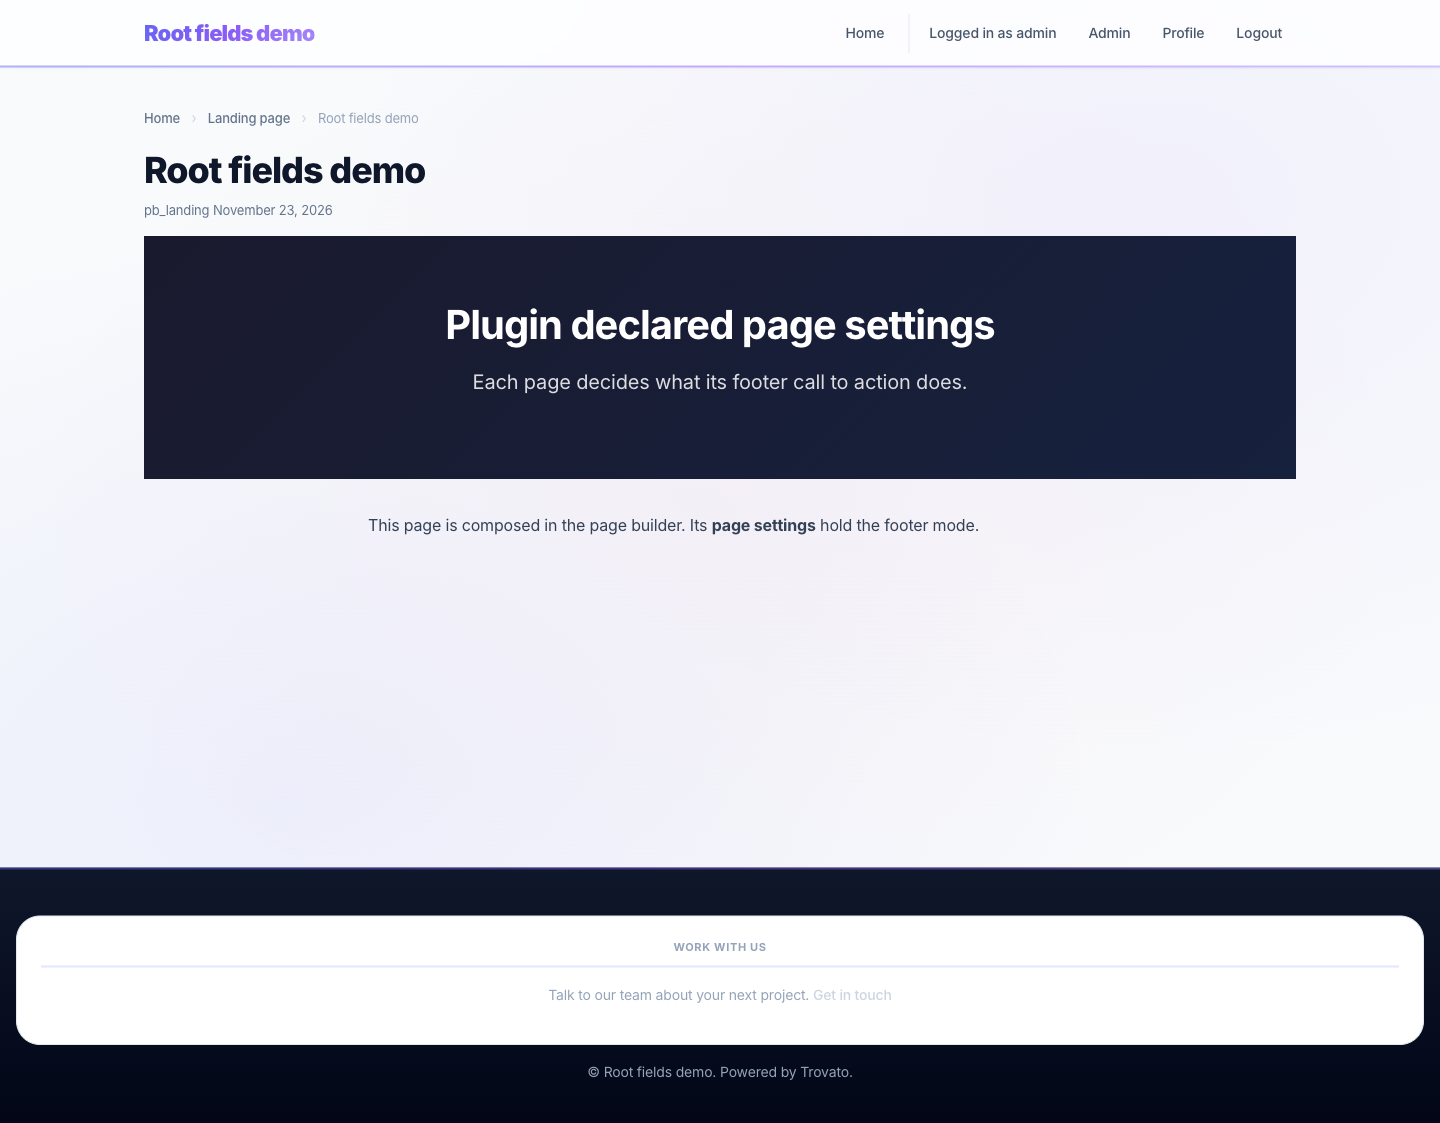 Root fields demo
Home
Logged in as admin
Admin
Profile
Logout
Home › Landing page › Root fields demo
Root fields demo
pb_landing November 23, 2026
Plugin declared page settings
Each page decides what its footer call to action does.
This page is composed in the page builder. Its page settings hold the footer mode.
WORK WITH US
Talk to our team about your next project. Get in touch
© Root fields demo. Powered by Trovato.